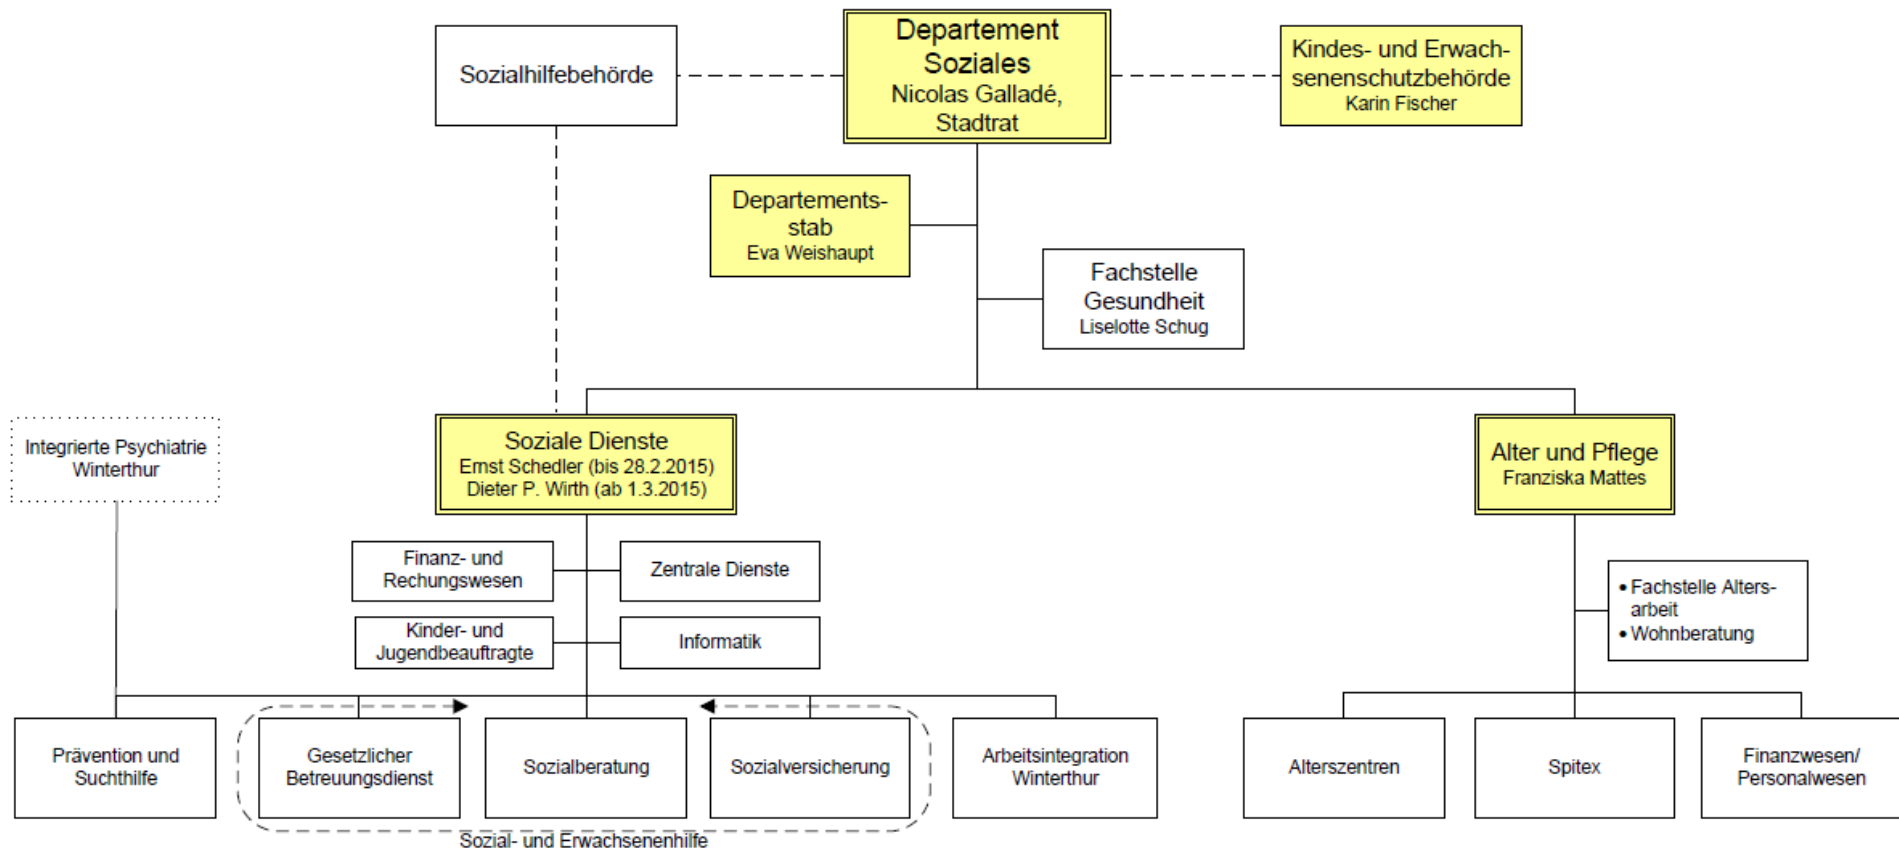 Departement
Soziales
Nicolas Galladé,
Stadtrat
Sozialhilfebehörde
Kindes- und Erwach-
senenschutzbehörde
Karin Fischer
Departements-
stab
Eva Weishaupt
Fachstelle
Gesundheit
Liselotte Schug
Integrierte Psychiatrie
Winterthur
Soziale Dienste
Ernst Schedler (bis 28.2.2015)
Dieter P. Wirth (ab 1.3.2015)
Alter und Pflege
Franziska Mattes
Finanz- und
Rechungswesen
Zentrale Dienste
Kinder- und
Jugendbeauftragte
Informatik
• Fachstelle Alters-
arbeit
• Wohnberatung
Prävention und
Suchthilfe
Gesetzlicher
Betreuungsdienst
Sozialberatung
Sozialversicherung
Arbeitsintegration
Winterthur
Alterszentren
Spitex
Finanzwesen/
Personalwesen
Sozial- und Erwachsenenhilfe